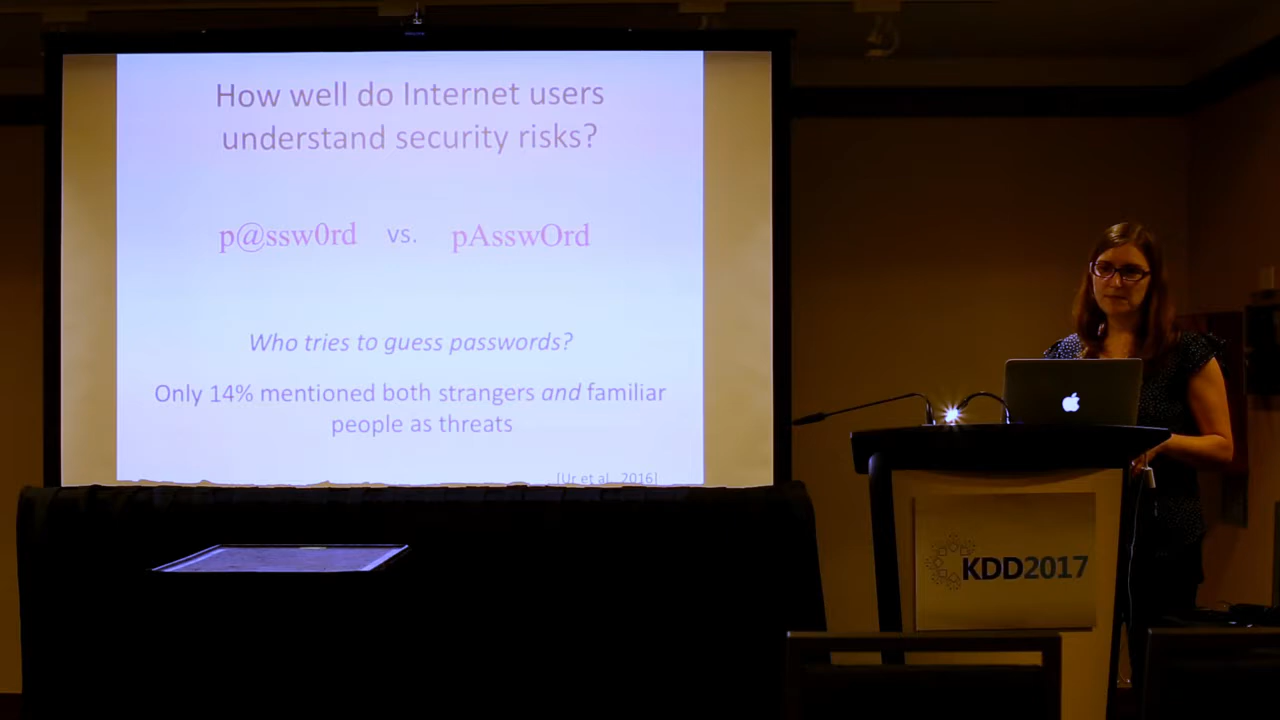 How well do Internet users
understand security risks?
p@ssw0rd vs. pAsswOrd
Who tries to guess passwords?
Only 14% mentioned both strangers and familiar
people as threats
[Ur et al., 2016]
KDD2017